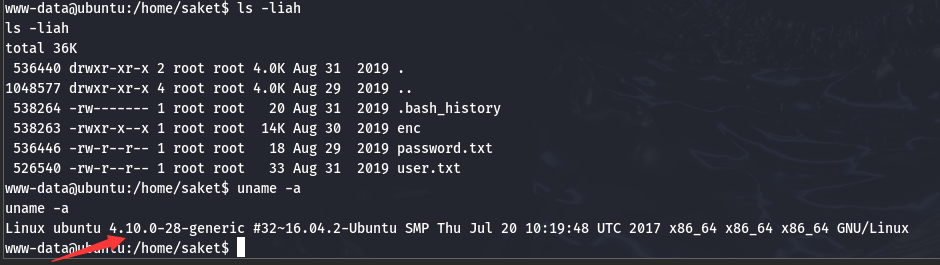 www-data@ubuntu:/home/saket$ ls -liah
ls -liah
total 36K
 536440 drwxr-xr-x 2 root root 4.0K Aug 31  2019 .
1048577 drwxr-xr-x 4 root root 4.0K Aug 29  2019 ..
 538264 -rw------- 1 root root   20 Aug 31  2019 .bash_history
 538263 -rwxr-x--x 1 root root  14K Aug 30  2019 enc
 536446 -rw-r--r-- 1 root root   18 Aug 29  2019 password.txt
 526540 -rw-r--r-- 1 root root   33 Aug 31  2019 user.txt
www-data@ubuntu:/home/saket$ uname -a
uname -a
Linux ubuntu 4.10.0-28-generic #32~16.04.2-Ubuntu SMP Thu Jul 20 10:19:48 UTC 2017 x86_64 x86_64 x86_64 GNU/Linux
www-data@ubuntu:/home/saket$